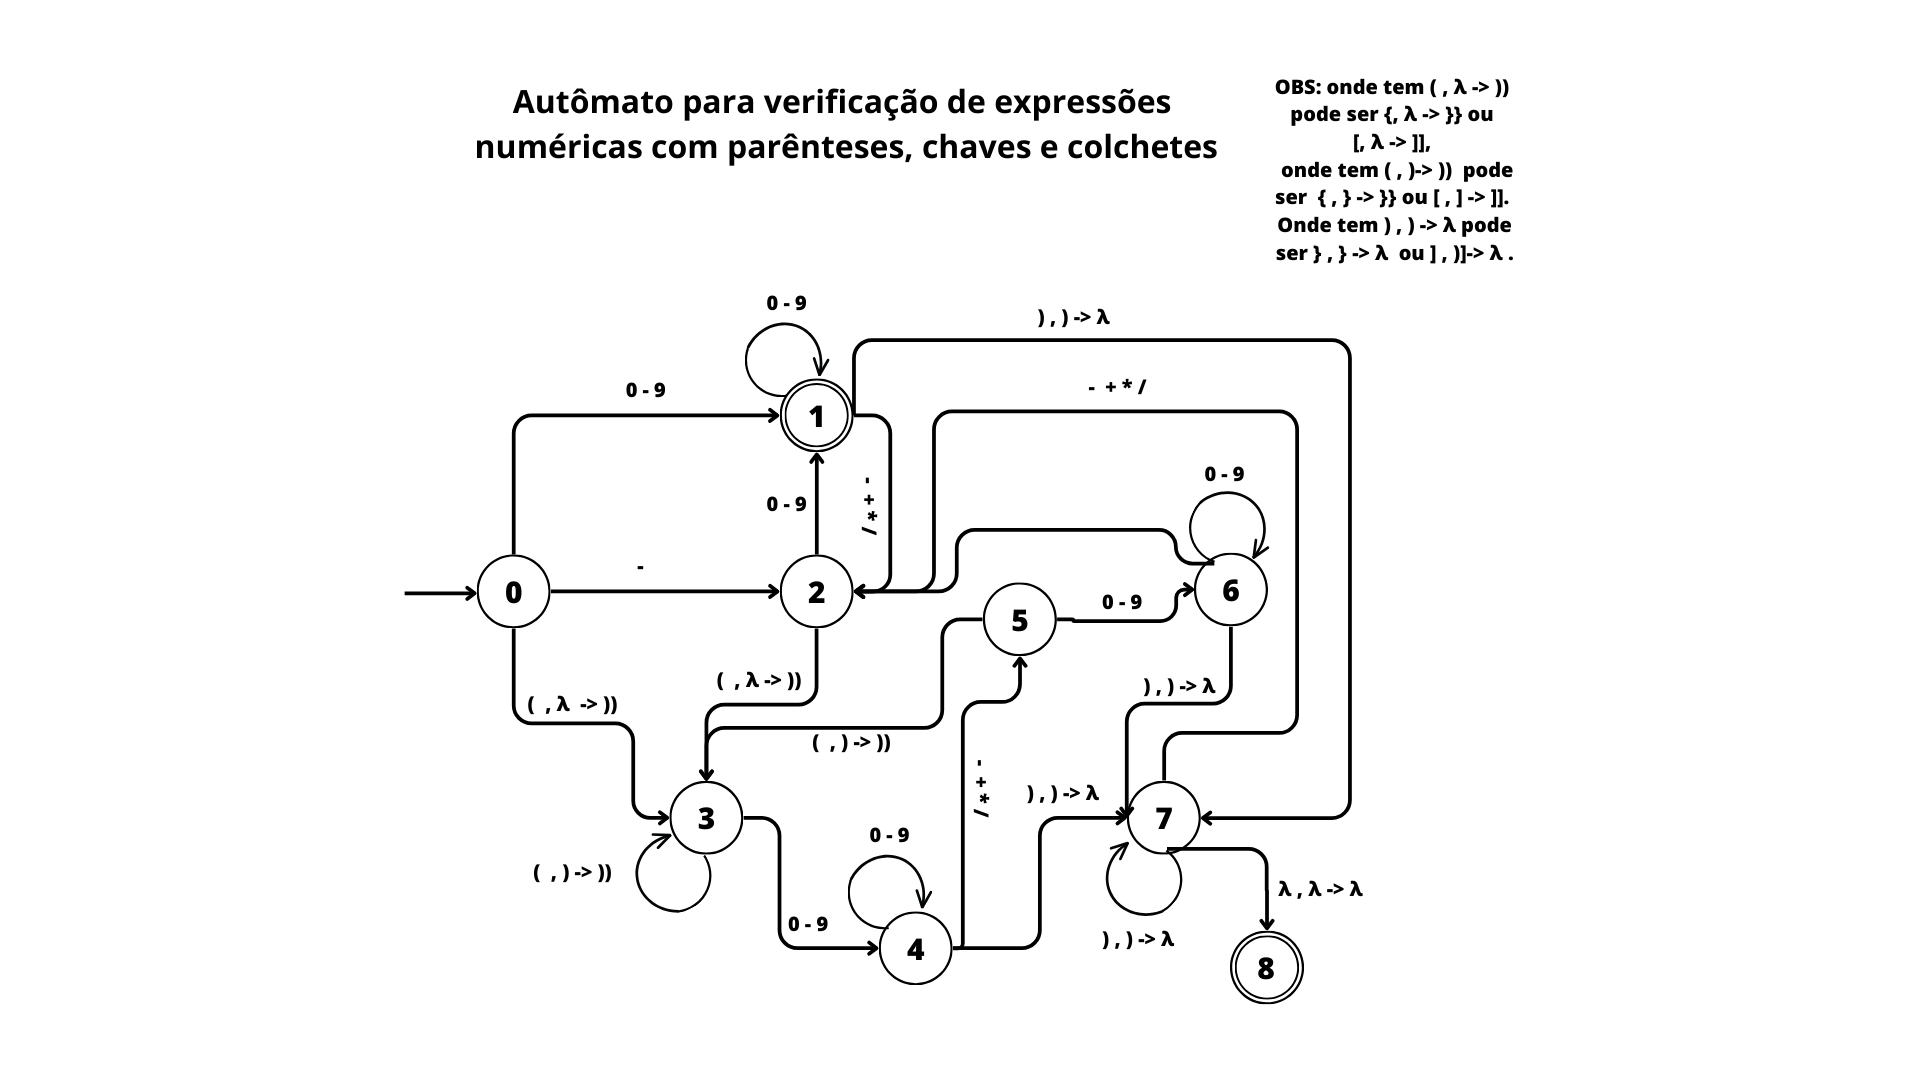 Autômato para verificação de expressões
numéricas com parênteses, chaves e colchetes
OBS: onde tem ( , λ -> ))
pode ser {, λ -> }} ou
[, λ -> ]],
onde tem ( , )-> )) pode
ser { , } -> }} ou [ , ] -> ]].
Onde tem ) , ) -> λ pode
ser } , } -> λ ou ] , )]-> λ .
0 - 9
) , ) -> λ
0 - 9
- + * /
1
0 - 9
0 - 9
/ * + -
0
-
2
5
0 - 9
6
( , λ -> ))
( , λ -> ))
) , ) -> λ
( , ) -> ))
/ * + -
) , ) -> λ
3
7
0 - 9
( , ) -> ))
λ , λ -> λ
0 - 9
4
) , ) -> λ
8